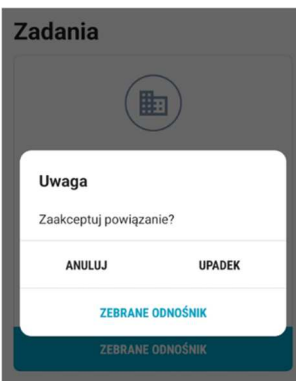 Zadania
Uwaga
Zaakceptuj powiązanie?
ANULUJ UPADEK
ZEBRANE ODNOŚNIK
ZEBRANE ODNOŚNIK